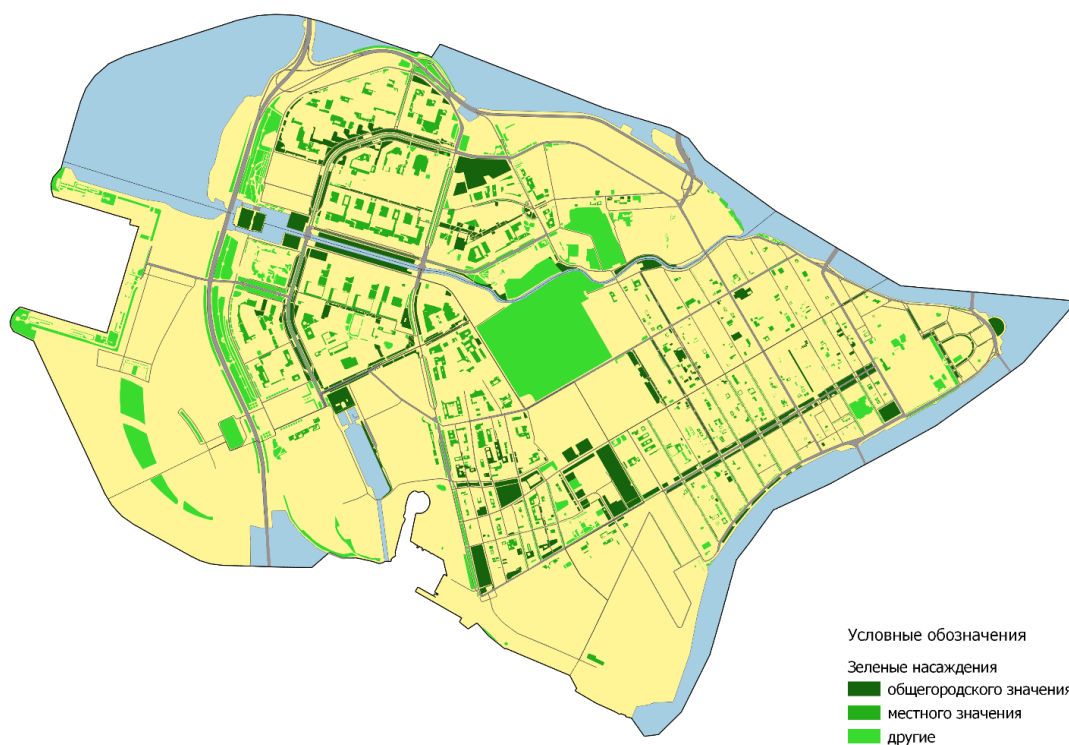 Условные обозначения
Зеленые насаждения
общегородского значения
местного значения
другие